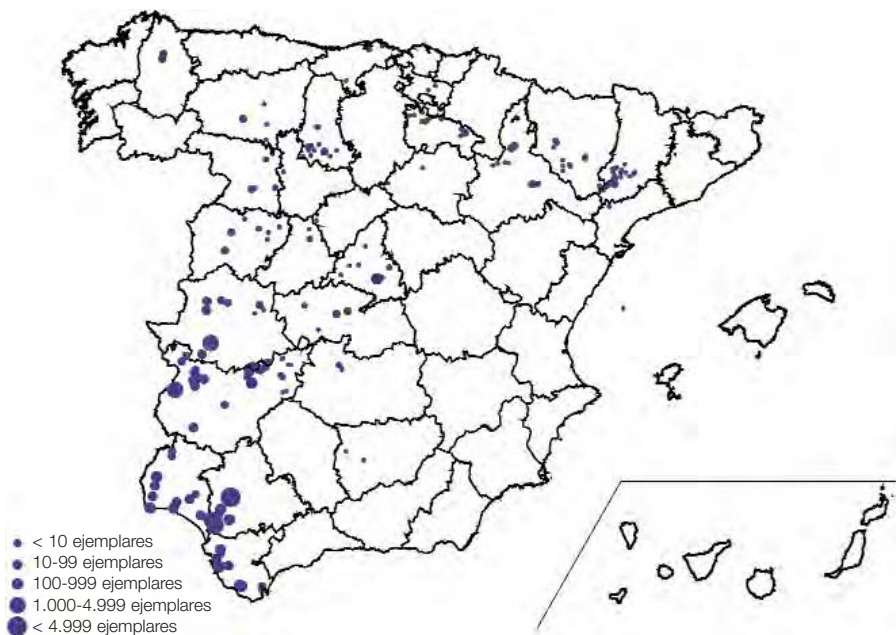 < 10 ejemplares
10-99 ejemplares
100-999 ejemplares
1.000-4.999 ejemplares
< 4.999 ejemplares